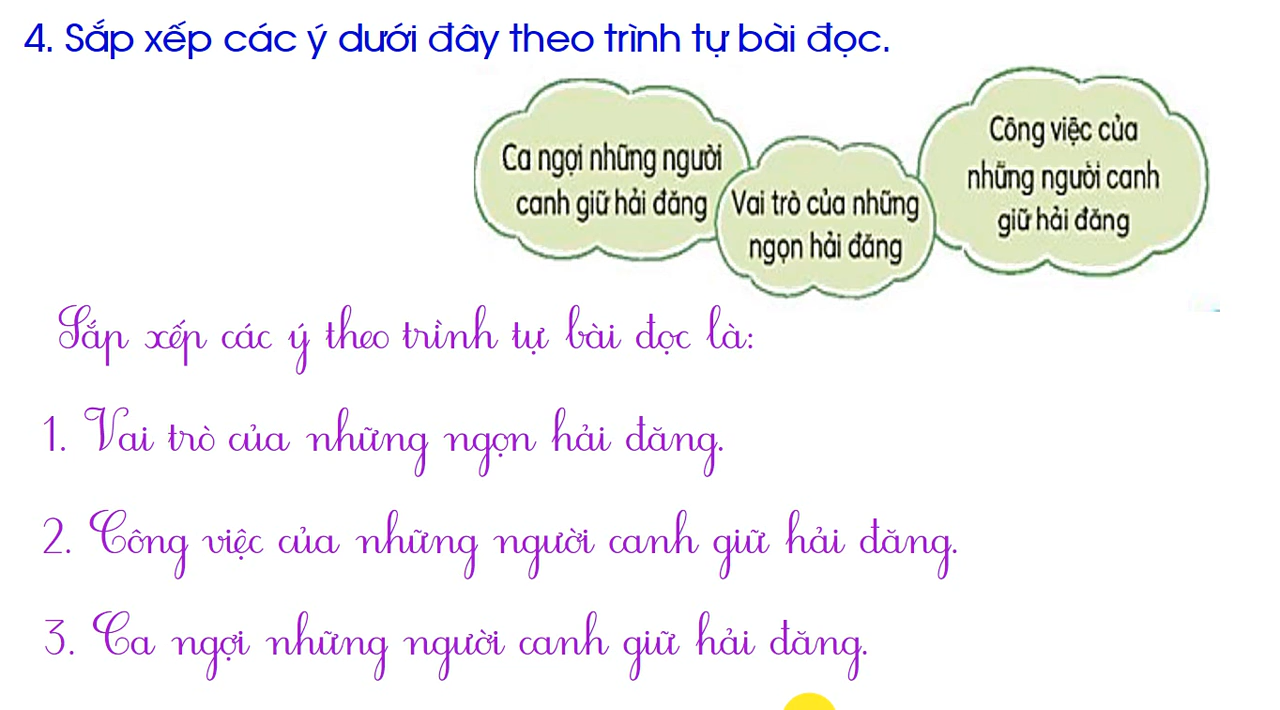 4. Sắp xếp các ý dưới đây theo trình tự bài đọc.
Ca ngợi những người
canh giữ hải đăng
Vai trò của những
ngọn hải đăng
Công việc của
những người canh
giữ hải đăng
Sắp xếp các ý theo trình tự bài đọc là:
1. Vai trò của những ngọn hải đăng.
2. Công việc của những người canh giữ hải đăng.
3. Ca ngợi những người canh giữ hải đăng.